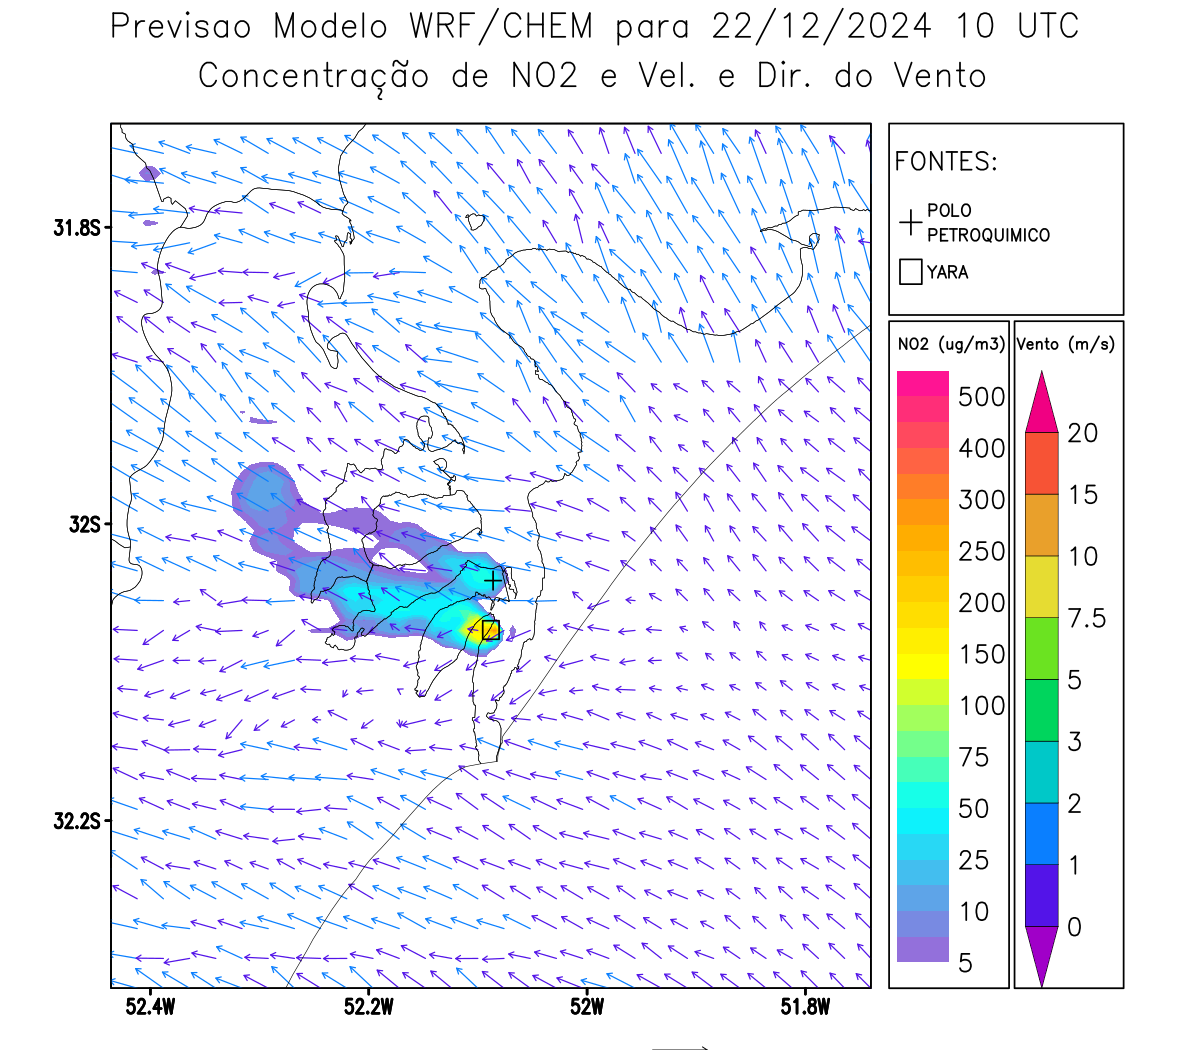 Previsao Modelo WRF/CHEM para 22/12/2024 10 UTC
Concentração de NO2 e Vel. e Dir. do Vento
FONTES:
POLO
PETROQUIMICO
YARA
NO2 (ug/m3)
500
400
300
250
200
150
100
75
50
25
10
5
Vento (m/s)
20
15
10
7.5
5
3
2
1
0
31.8S
32S
32.2S
52.4W
52.2W
52W
51.8W